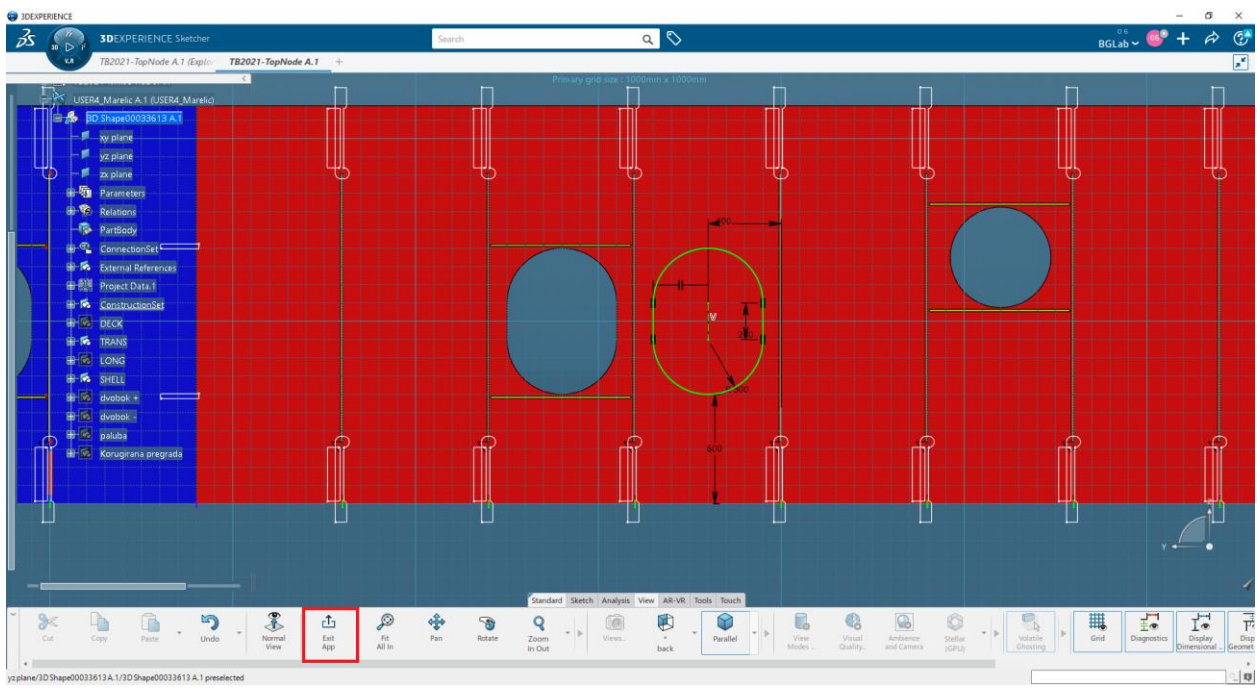 3DEXPERIENCE
3DEXPERIENCE Sketcher
Search
BGLab
TB2021-TopNode A.1 (Explo
TB2021-TopNode A.1
Primary grid size : 1000mm x 1000mm
USER4_Marelic A.1 (USER4_Marelic)
3D Shape00033613 A.1
xy plane
yz plane
zx plane
Parameters
Relations
PartBody
ConnectionSet
External References
Project Data.1
ConstructionSet
DECK
TRANS
LONG
SHELL
dvobok +
dvobok -
paluba
Korugirana pregrada
600
V
Z
Y
Standard Sketch Analysis View AR-VR Tools Touch
Cut
Copy
Paste
Undo
Normal View
Exit App
Fit All In
Pan
Rotate
Zoom In Out
Views..
back
Parallel
View Modes..
Visual Quality..
Ambience and Camera
Stellar (GPU)
Volatile Ghosting
Grid
Diagnostics
Display Dimensional ..
Disp Geomet
yz plane/3D Shape00033613 A.1/3D Shape00033613 A.1 preselected